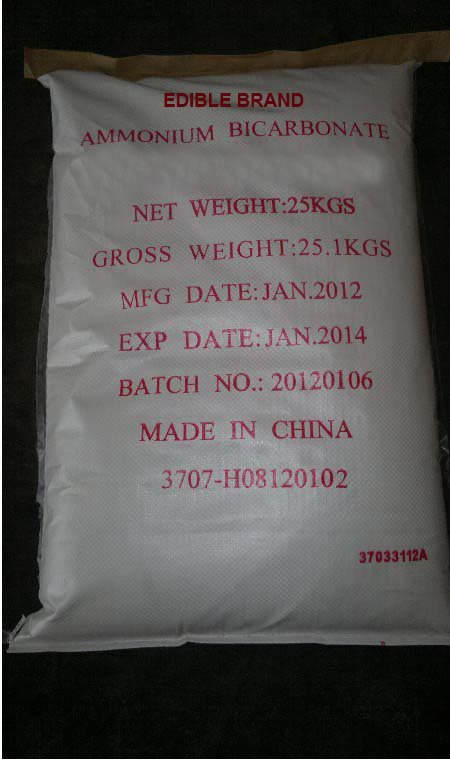 EDIBLE BRAND
AMMONIUM BICARBONATE
NET WEIGHT:25KGS
GROSS WEIGHT:25.1KGS
MFG DATE:JAN.2012
EXP DATE:JAN.2014
BATCH NO.: 20120106
MADE IN CHINA
3707-H08120102
37033112A